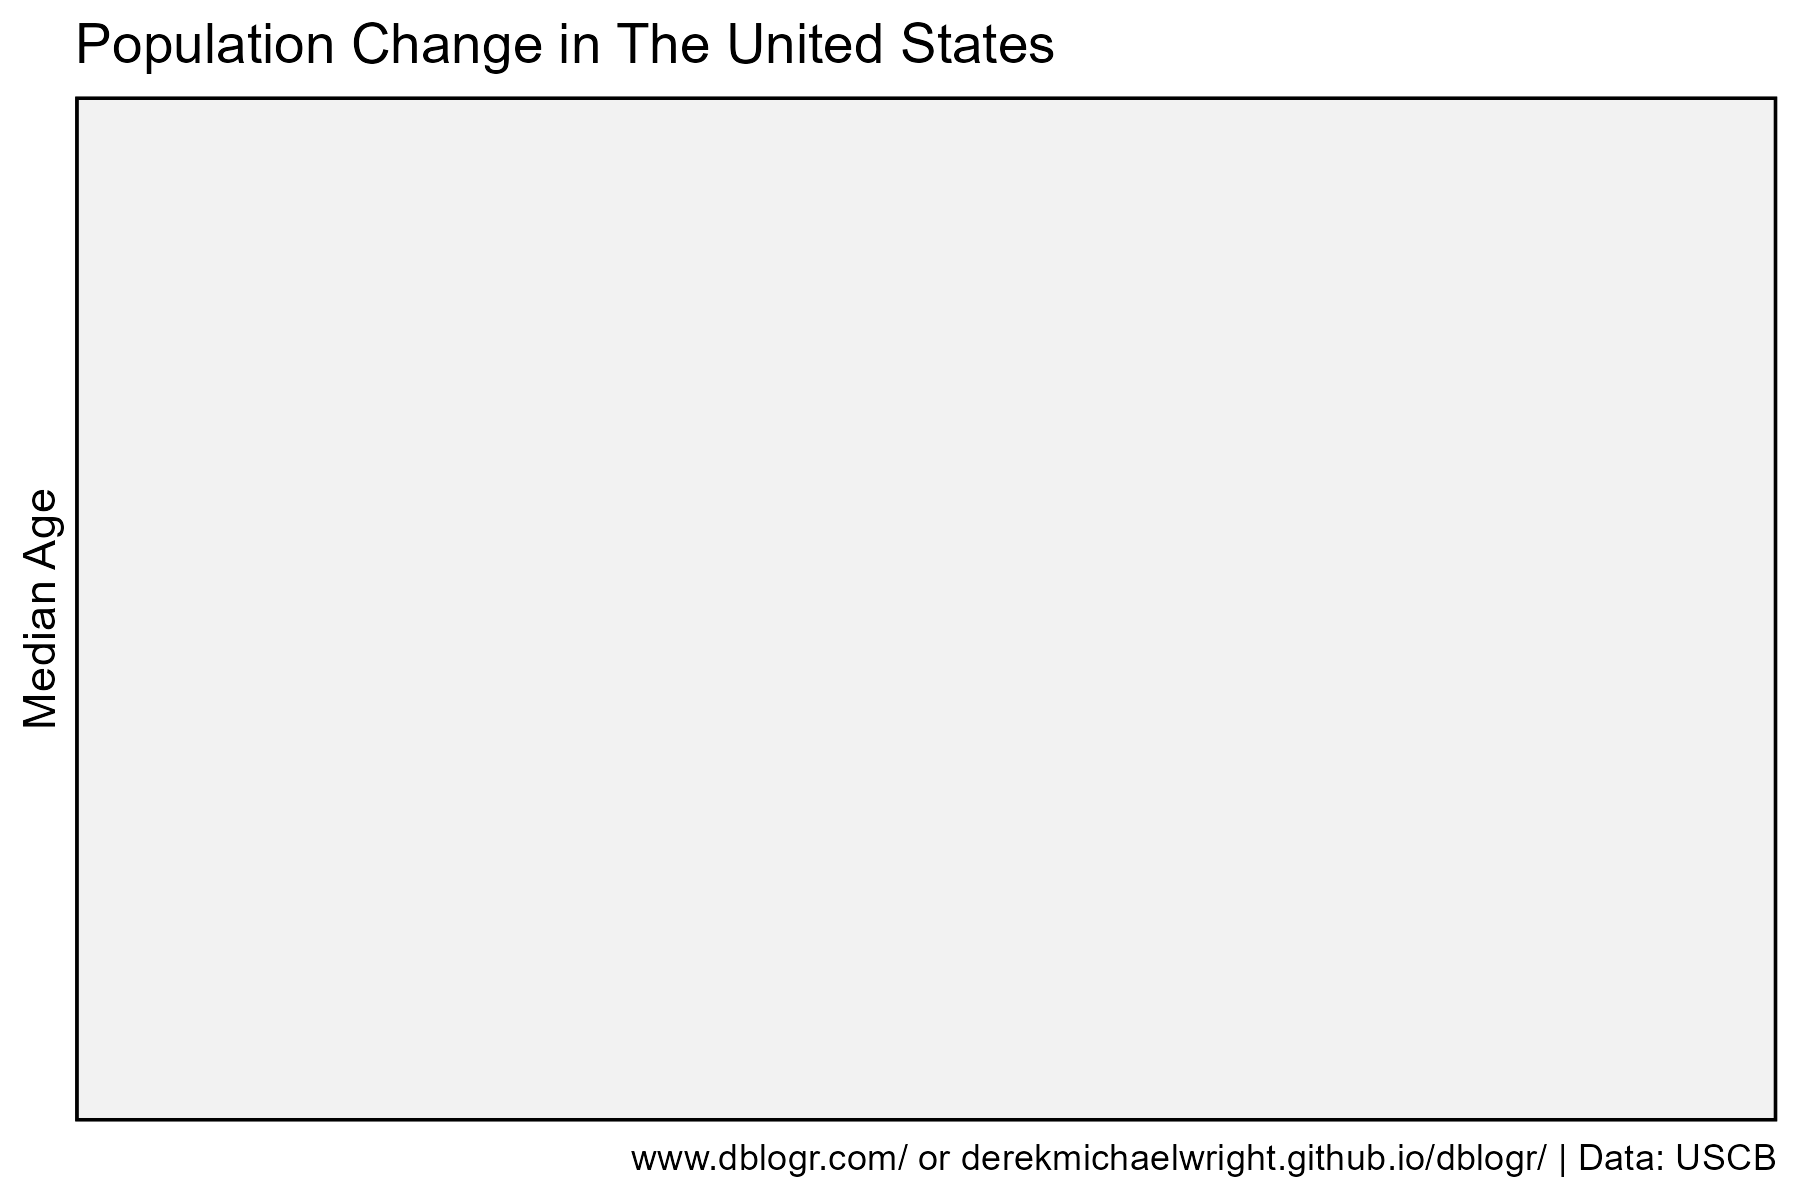 Population Change in The United States
Median Age
www.dblogr.com/ or derekmichaelwright.github.io/dblogr/ | Data: USCB